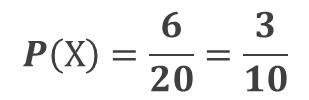 P(X) = 6/20 = 3/10